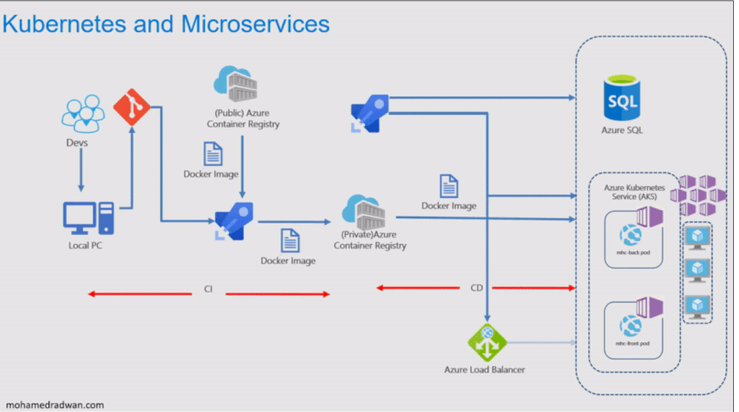 Kubernetes and Microservices
Devs
Local PC
(Public) Azure
Container Registry
Docker Image
Docker Image
(Private)Azure
Container Registry
Docker Image
SQL
Azure SQL
Azure Kubernetes
Service (AKS)
mhc-back pod
mhc-front pod
CI
CD
Azure Load Balancer
mohamedradwan.com